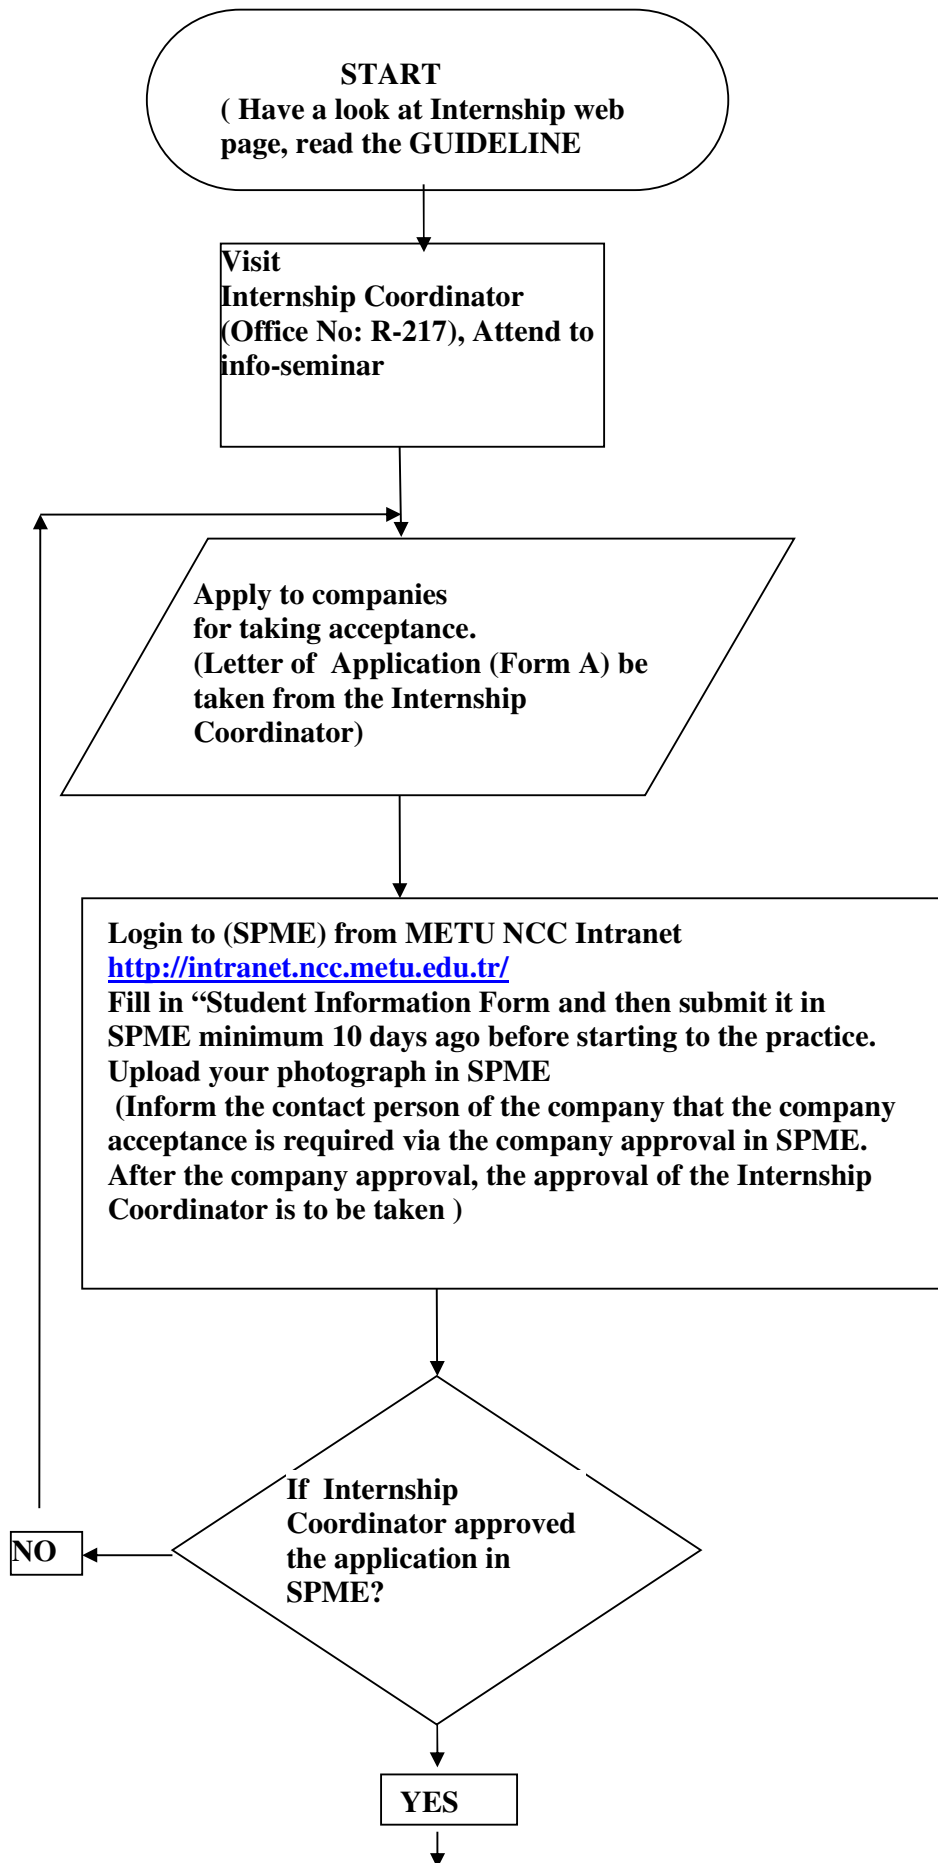 START
( Have a look at Internship web
page, read the GUIDELINE
Visit
Internship Coordinator
(Office No: R-217), Attend to
info-seminar
Apply to companies
for taking acceptance.
(Letter of Application (Form A) be
taken from the Internship
Coordinator)
Login to (SPME) from METU NCC Intranet
http://intranet.ncc.metu.edu.tr/
Fill in “Student Information Form and then submit it in
SPME minimum 10 days ago before starting to the practice.
Upload your photograph in SPME
(Inform the contact person of the company that the company
acceptance is required via the company approval in SPME.
After the company approval, the approval of the Internship
Coordinator is to be taken )
If Internship
Coordinator approved
the application in
SPME?
NO
YES